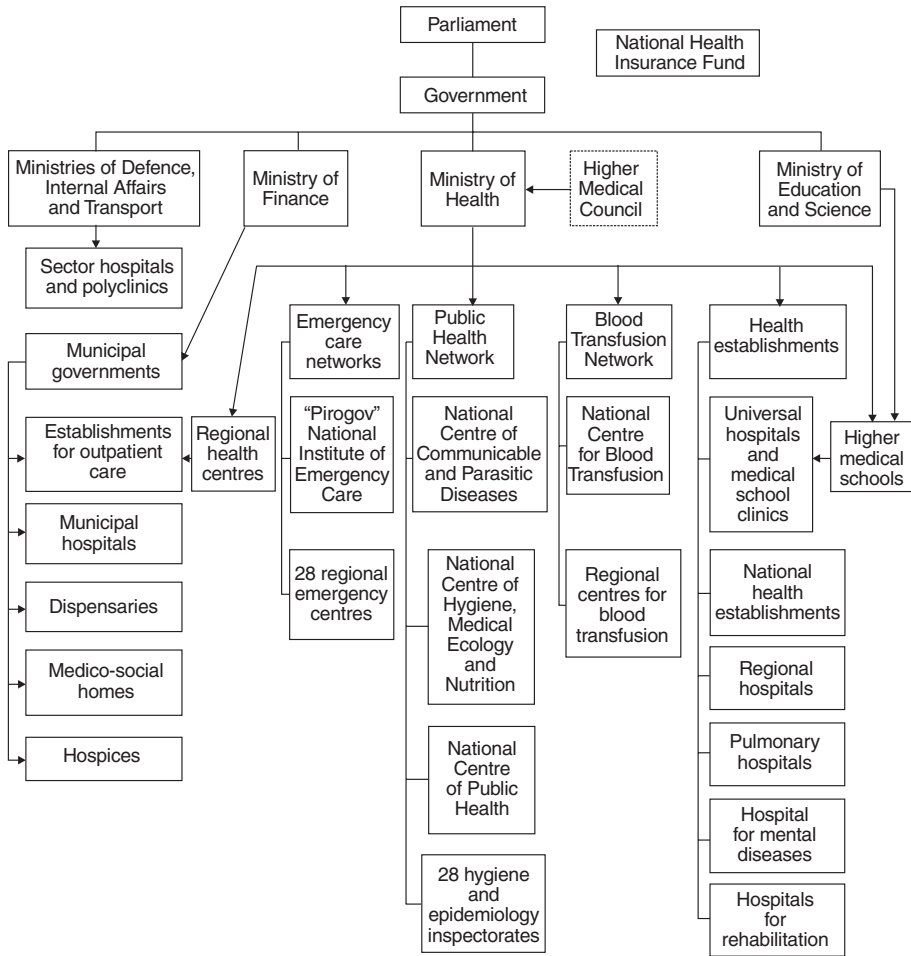 Parliament
National Health
Insurance Fund
Government
Ministries of Defence,
Internal Affairs
and Transport
Ministry of
Finance
Ministry of
Health
Higher
Medical
Council
Ministry of
Education
and Science
Sector hospitals
and polyclinics
Municipal
governments
Emergency
care
networks
Public
Health
Network
Blood
Transfusion
Network
Health
establishments
Establishments
for outpatient
care
Regional
health
centres
“Pirogov”
National
Institute of
Emergency
Care
National
Centre of
Communicable
and Parasitic
Diseases
National
Centre
for Blood
Transfusion
Universal
hospitals
and
medical
school
clinics
Higher
medical
schools
Municipal
hospitals
Dispensaries
Medico-social
homes
Hospices
28 regional
emergency
centres
National
Centre of
Hygiene,
Medical
Ecology
and
Nutrition
Regional
centres for
blood
transfusion
National
health
establishments
Regional
hospitals
National
Centre
of Public
Health
Pulmonary
hospitals
Hospital
for mental
diseases
28 hygiene
and
epidemiology
inspectorates
Hospitals
for
rehabilitation